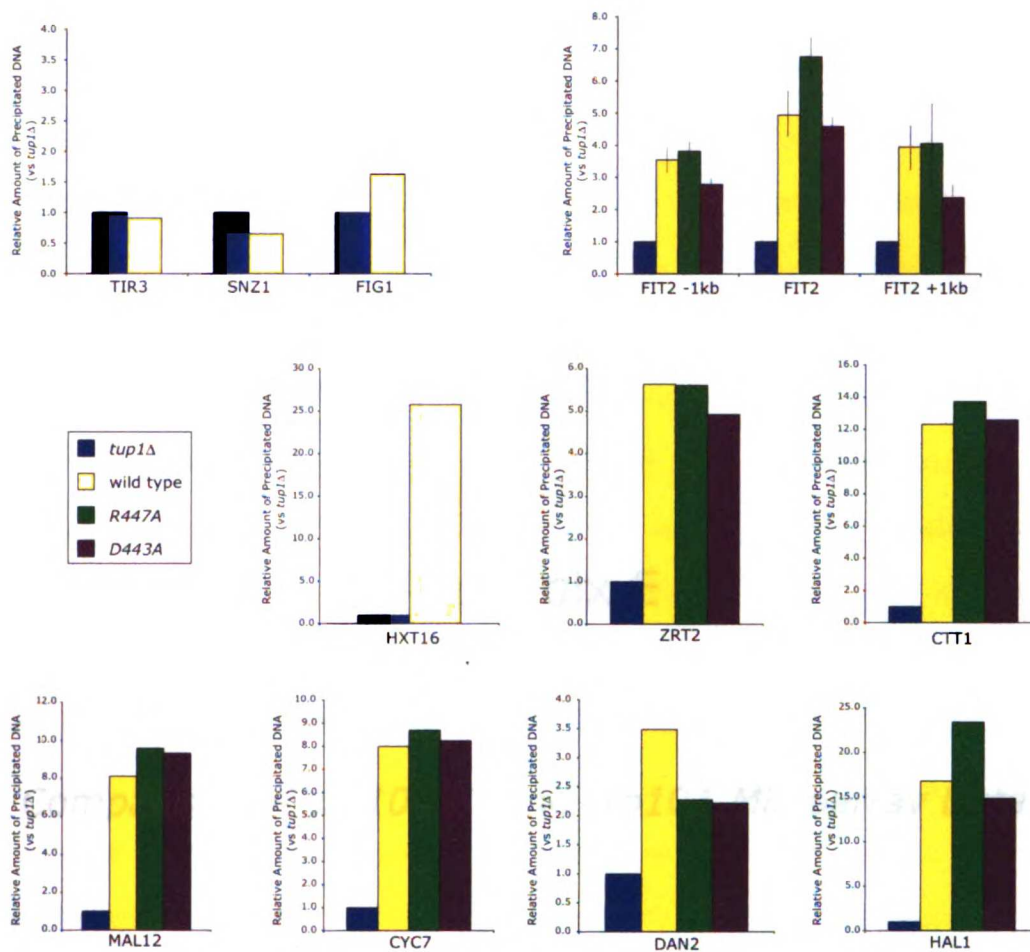 Relative Amount of Precipitated DNA
(vs tup1Δ)
4.0
3.5
3.0
2.5
2.0
1.5
1.0
0.5
0.0
TIR3 SNZ1 FIG1
Relative Amount of Precipitated DNA
(vs tup1Δ)
8.0
7.0
6.0
5.0
4.0
3.0
2.0
1.0
0.0
FIT2 -1kb FIT2 FIT2 +1kb
tup1Δ
wild type
R447A
D443A
Relative Amount of Precipitated DNA
(vs tup1Δ)
30.0
25.0
20.0
15.0
10.0
5.0
0.0
HXT16
Relative Amount of Precipitated DNA
(vs tup1Δ)
6.0
5.0
4.0
3.0
2.0
1.0
0.0
ZRT2
Relative Amount of Precipitated DNA
(vs tup1Δ)
16.0
14.0
12.0
10.0
8.0
6.0
4.0
2.0
0.0
CTT1
Relative Amount of Precipitated DNA
(vs tup1Δ)
12.0
10.0
8.0
6.0
4.0
2.0
0.0
MAL12
Relative Amount of Precipitated DNA
(vs tup1Δ)
10.0
9.0
8.0
7.0
6.0
5.0
4.0
3.0
2.0
1.0
0.0
CYC7
Relative Amount of Precipitated DNA
(vs tup1Δ)
4.0
3.5
3.0
2.5
2.0
1.5
1.0
0.5
0.0
DAN2
Relative Amount of Precipitated DNA
(vs tup1Δ)
25.0
20.0
15.0
10.0
5.0
0.0
HAL1